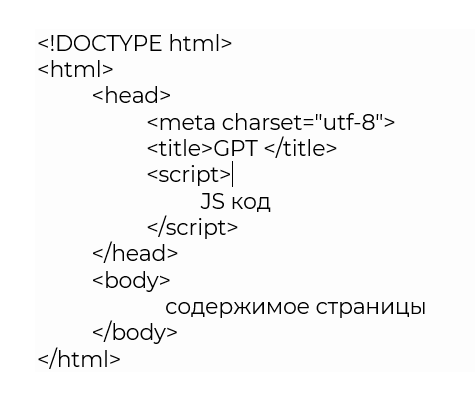 <!DOCTYPE html>
<html>
<head>
<meta charset="utf-8">
<title>GPT </title>
<script>
JS код
</script>
</head>
<body>
содержимое страницы
</body>
</html>